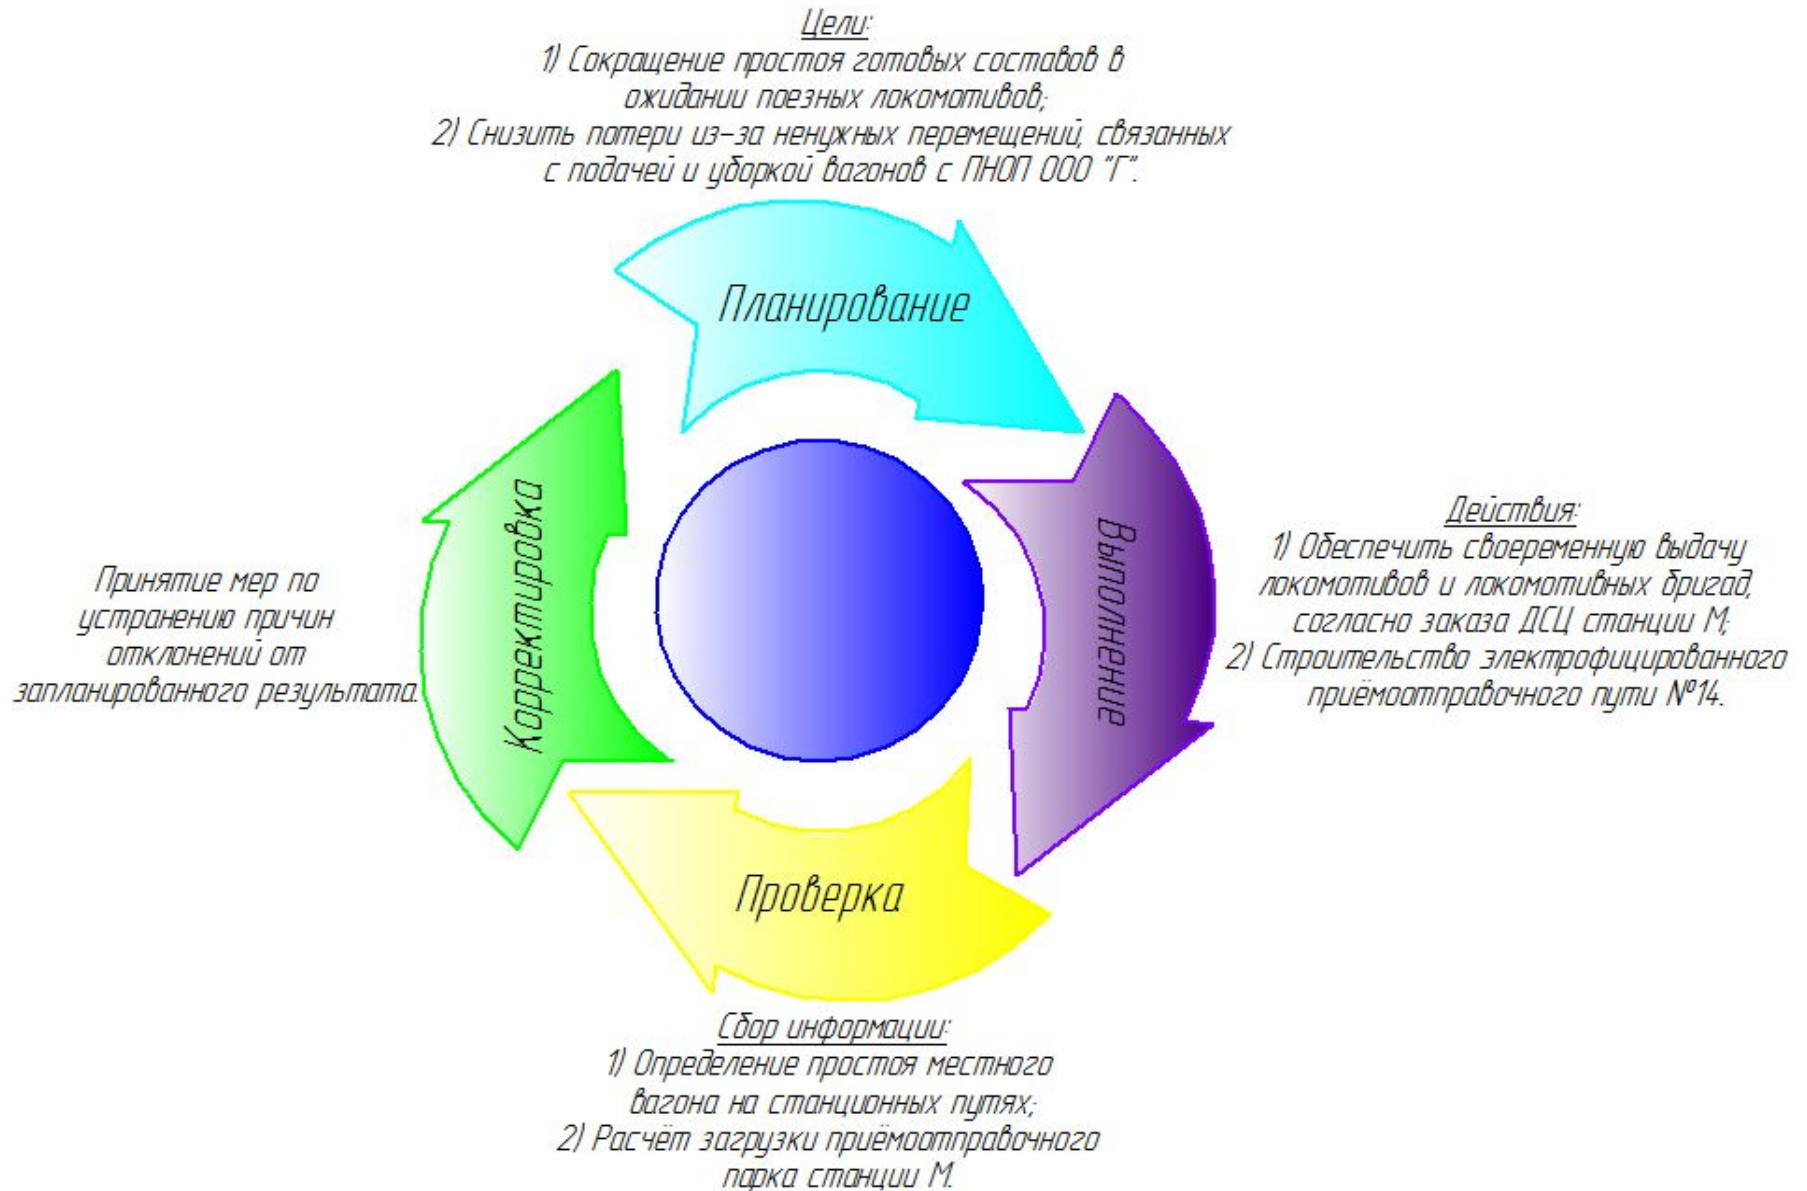 Цели:
1) Сокращение простоя готовых составов в
ожидании поезных локомотивов;
2) Снизить потери из-за ненужных перемещений, связанных
с подачей и уборкой вагонов с ПНОП ООО "Г".
Планирование
Выполнение
Действия:
1) Обеспечить своеременную выдачу
локомотивов и локомотивных бригад,
согласно заказа ДСЦ станции М;
2) Строительство электрофицированного
приёмоотправочного пути №14.
Проверка
Сбор информации:
1) Определение простоя местного
вагона на станционных путях;
2) Расчёт загрузки приёмоотправочного
парка станции М.
Корректировка
Принятие мер по
устранению причин
отклонений от
запланированного результата.